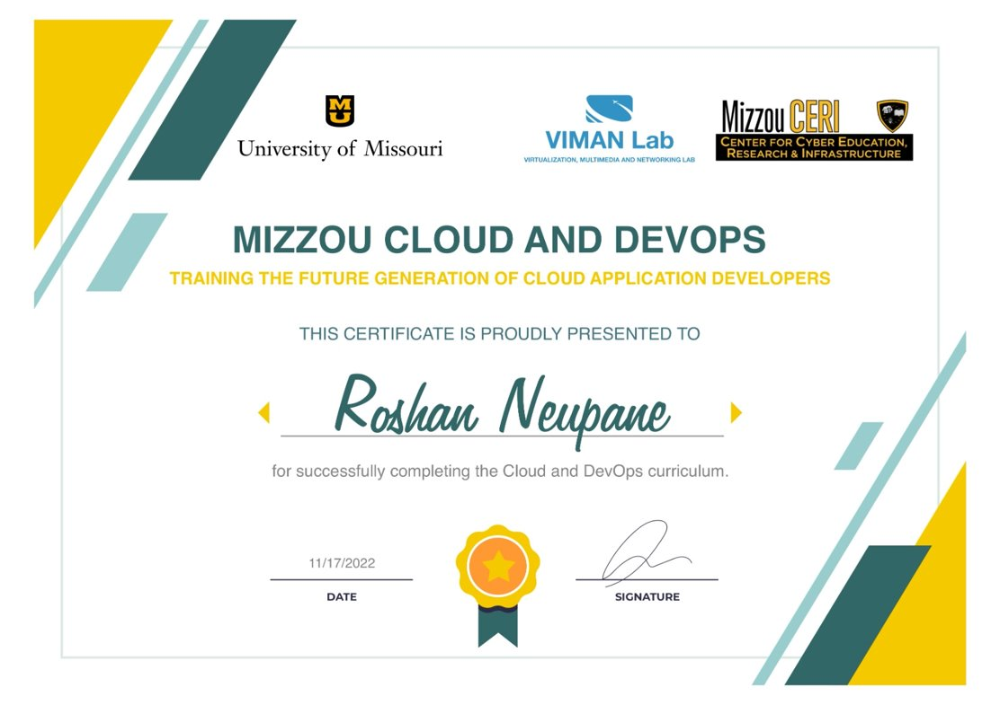 MU
University of Missouri
VIMAN Lab
VIRTUALIZATION, MULTIMEDIA AND NETWORKING LAB
Mizzou CERI
CENTER FOR CYBER EDUCATION,
RESEARCH & INFRASTRUCTURE
MIZZOU CLOUD AND DEVOPS
TRAINING THE FUTURE GENERATION OF CLOUD APPLICATION DEVELOPERS
THIS CERTIFICATE IS PROUDLY PRESENTED TO
Roshan Neupane
for successfully completing the Cloud and DevOps curriculum.
11/17/2022
DATE
SIGNATURE